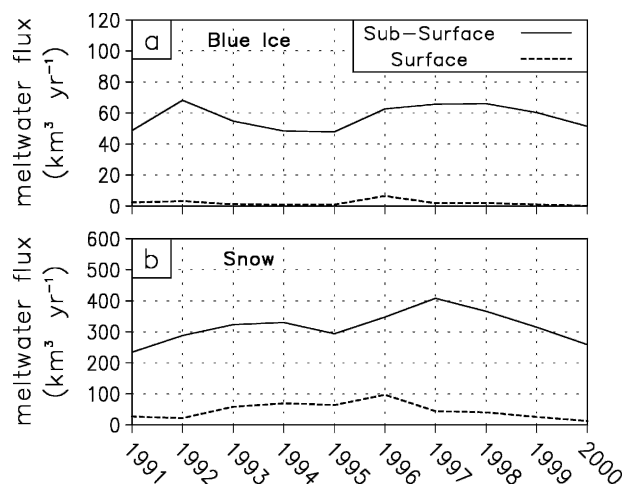 120
100
80
60
40
20
0
meltwater flux
(km³ yr⁻¹)
a
Blue Ice
Sub-Surface
Surface
600
500
400
300
200
100
0
meltwater flux
(km³ yr⁻¹)
b
Snow
1991
1992
1993
1994
1995
1996
1997
1998
1999
2000